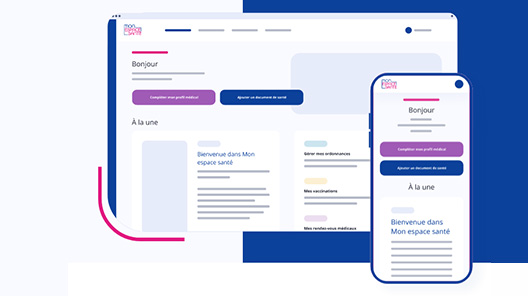 mon
espace
santé
Bonjour
Compléter mon profil médical
Ajouter un document de santé
À la une
Bienvenue dans Mon
espace santé
Gérer mes ordonnances
Mes vaccinations
Mes rendez-vous médicaux
mon
espace
santé
Bonjour
Compléter mon profil médical
Ajouter un document de santé
À la une
Bienvenue dans
Mon espace santé